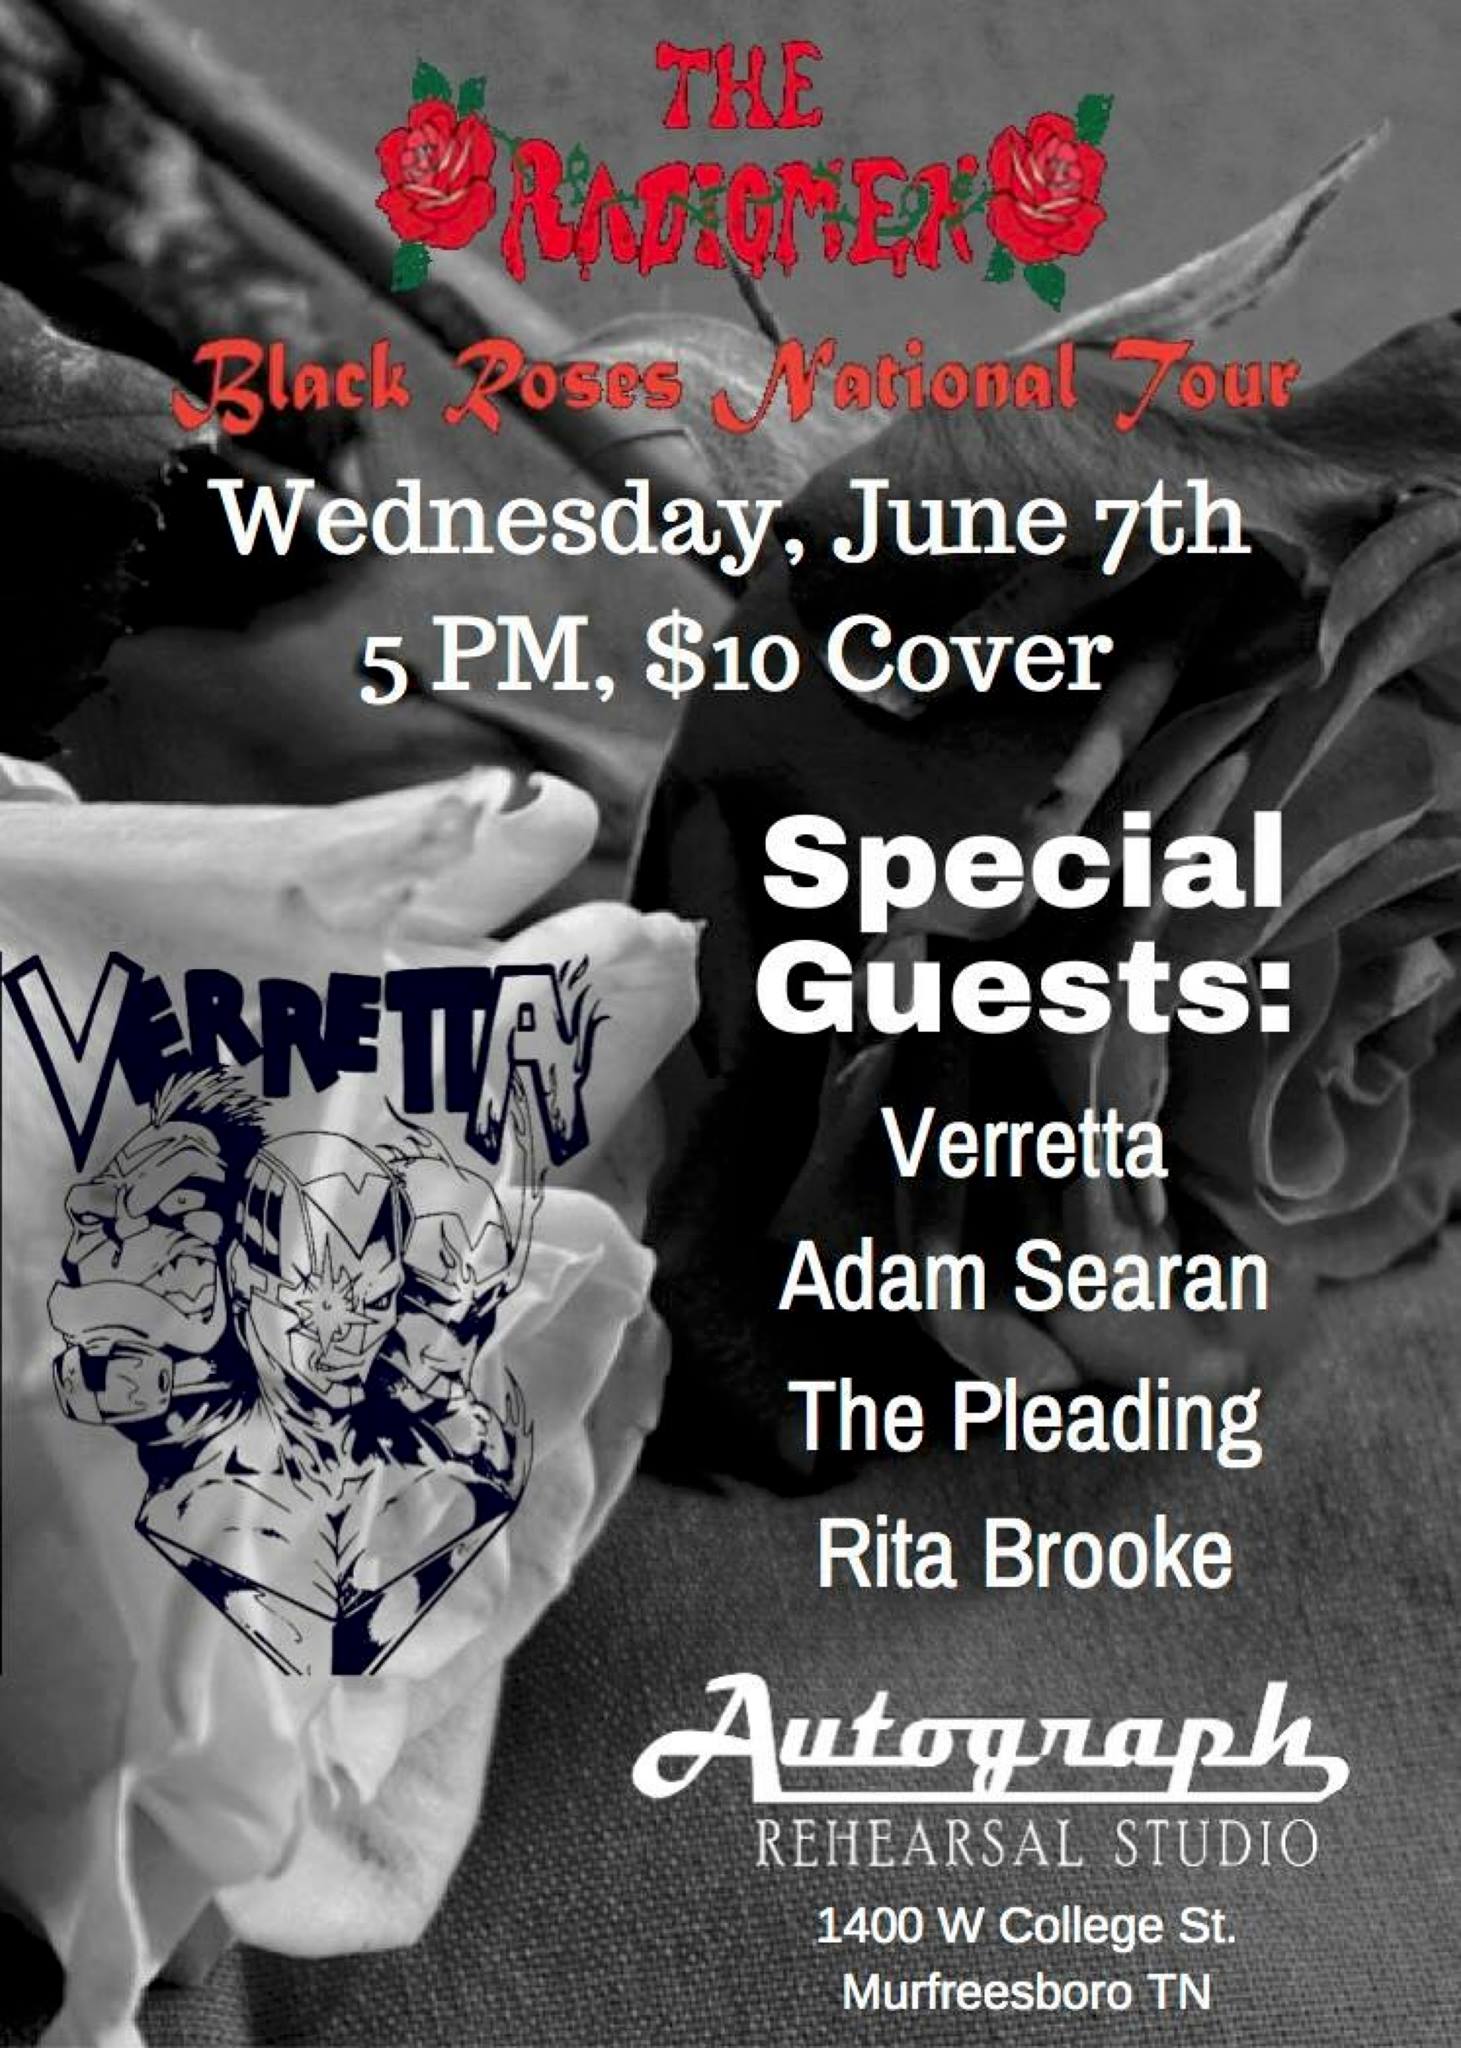 THE
RADIOMEN
Black Roses National Tour
Wednesday, June 7th
5 PM, $10 Cover
Special
Guests:
VERRETTA
Verretta
Adam Searan
The Pleading
Rita Brooke
Autograph
REHEARSAL STUDIO
1400 W College St.
Murfreesboro TN